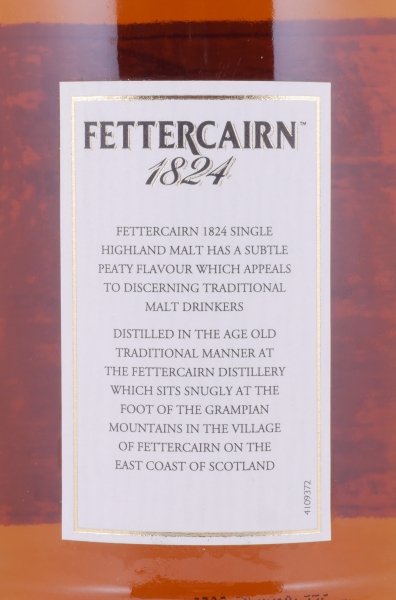 FETTERCAIRN™
1824
FETTERCAIRN 1824 SINGLE
HIGHLAND MALT HAS A SUBTLE
PEATY FLAVOUR WHICH APPEALS
TO DISCERNING TRADITIONAL
MALT DRINKERS
DISTILLED IN THE AGE OLD
TRADITIONAL MANNER AT
THE FETTERCAIRN DISTILLERY
WHICH SITS SNUGLY AT THE
FOOT OF THE GRAMPIAN
MOUNTAINS IN THE VILLAGE
OF FETTERCAIRN ON THE
EAST COAST OF SCOTLAND
4109372